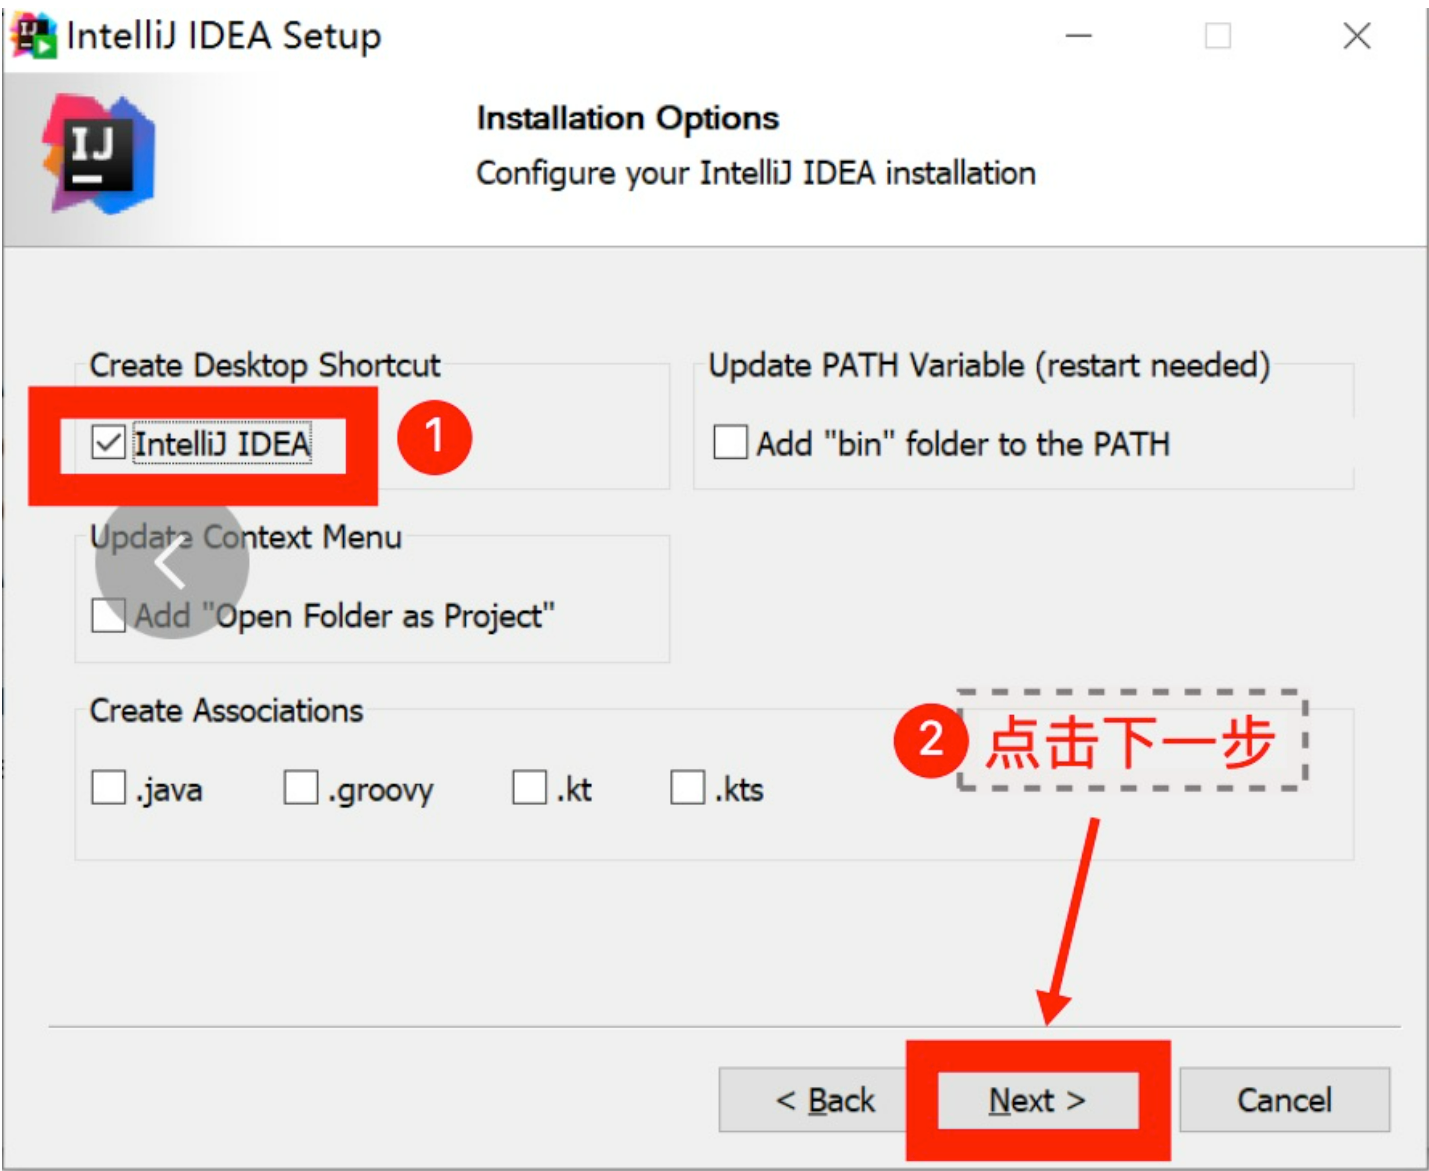 IntelliJ IDEA Setup
IJ
Installation Options
Configure your IntelliJ IDEA installation
Create Desktop Shortcut
Update PATH Variable (restart needed)
IntelliJ IDEA
1
Add "bin" folder to the PATH
Update Context Menu
Add "Open Folder as Project"
Create Associations
2 点击下一步
.java .groovy .kt .kts
< Back Next > Cancel